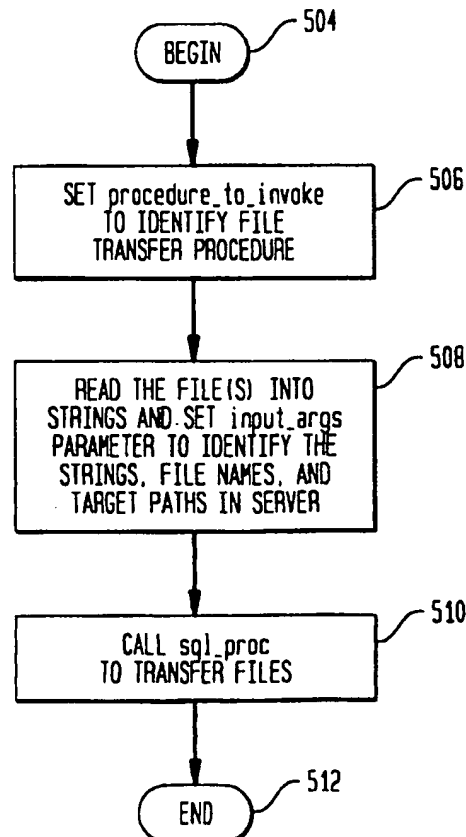 504
BEGIN
506
SET procedure_to_invoke
TO IDENTIFY FILE
TRANSFER PROCEDURE
508
READ THE FILE(S) INTO
STRINGS AND SET input_args
PARAMETER TO IDENTIFY THE
STRINGS, FILE NAMES, AND
TARGET PATHS IN SERVER
510
CALL sql_proc
TO TRANSFER FILES
512
END